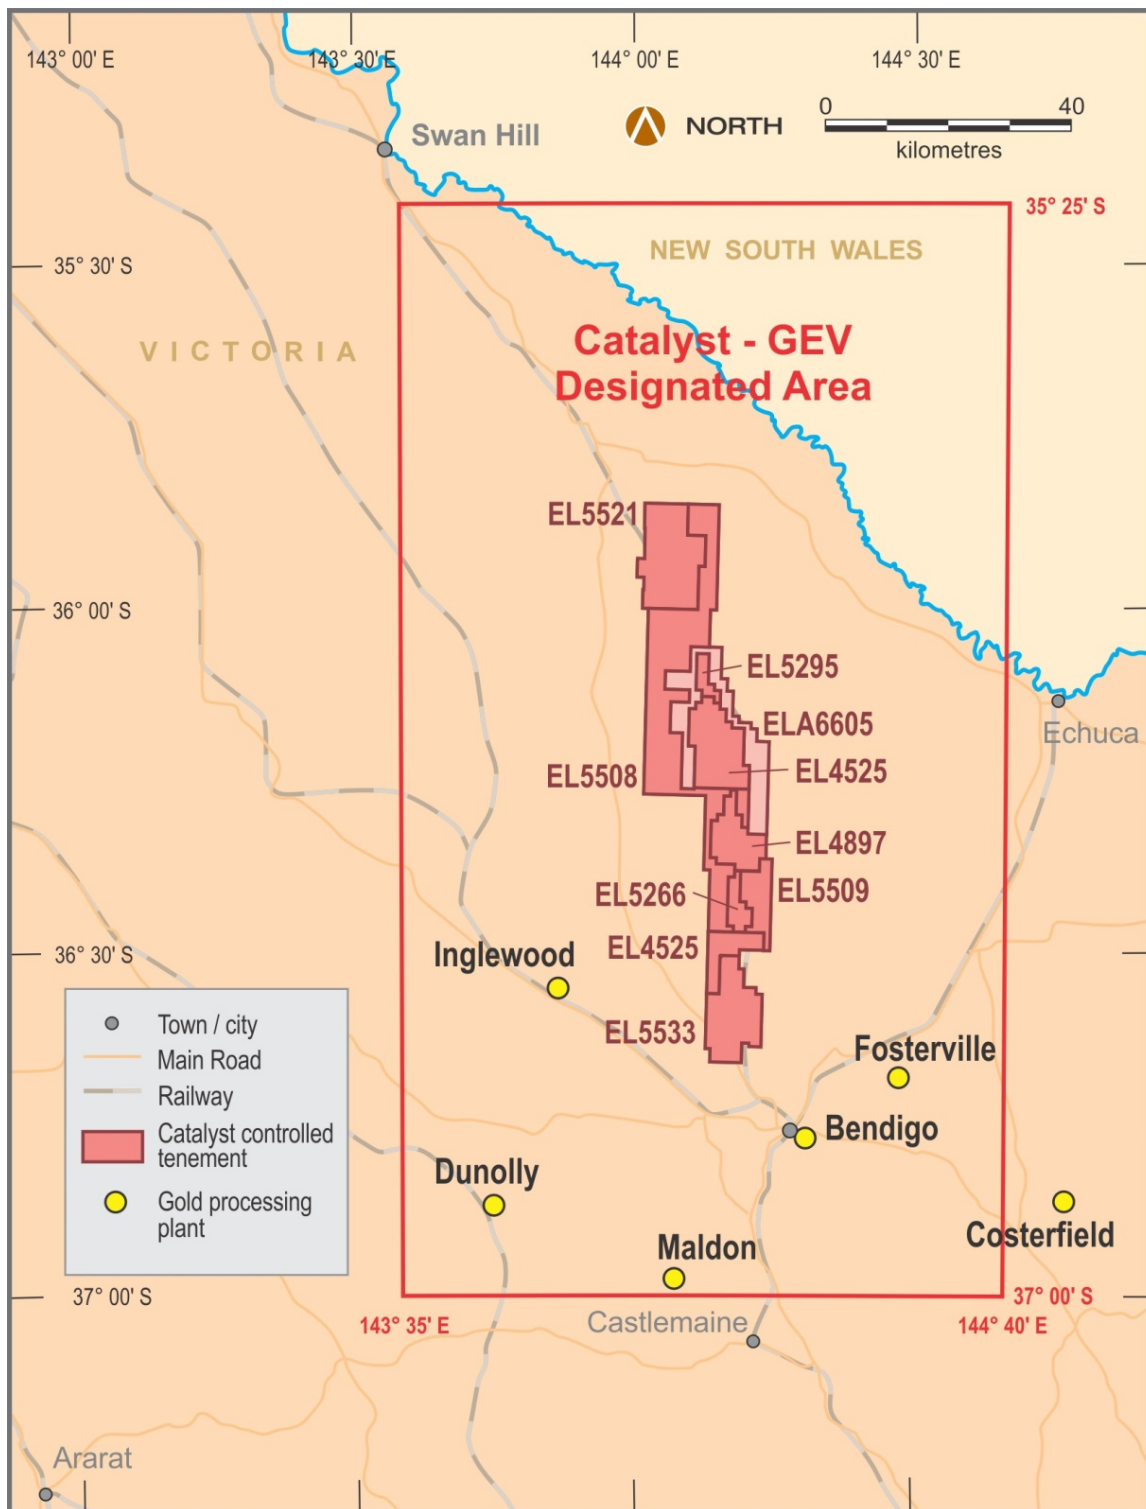 143° 00' E
143° 30' E
144° 00' E
144° 30' E
0
40
NORTH
kilometres
Swan Hill
35° 25' S
NEW SOUTH WALES
35° 30' S
VICTORIA
Catalyst - GEV
Designated Area
EL5521
36° 00' S
EL5295
ELA6605
Echuca
EL5508
EL4525
EL4897
EL5266
EL5509
EL4525
36° 30' S
Inglewood
EL5533
Town / city
Main Road
Railway
Catalyst controlled
tenement
Gold processing
plant
Fosterville
Bendigo
Dunolly
Costerfield
Maldon
37° 00' S
37° 00' S
143° 35' E
Castlemaine
144° 40' E
Ararat